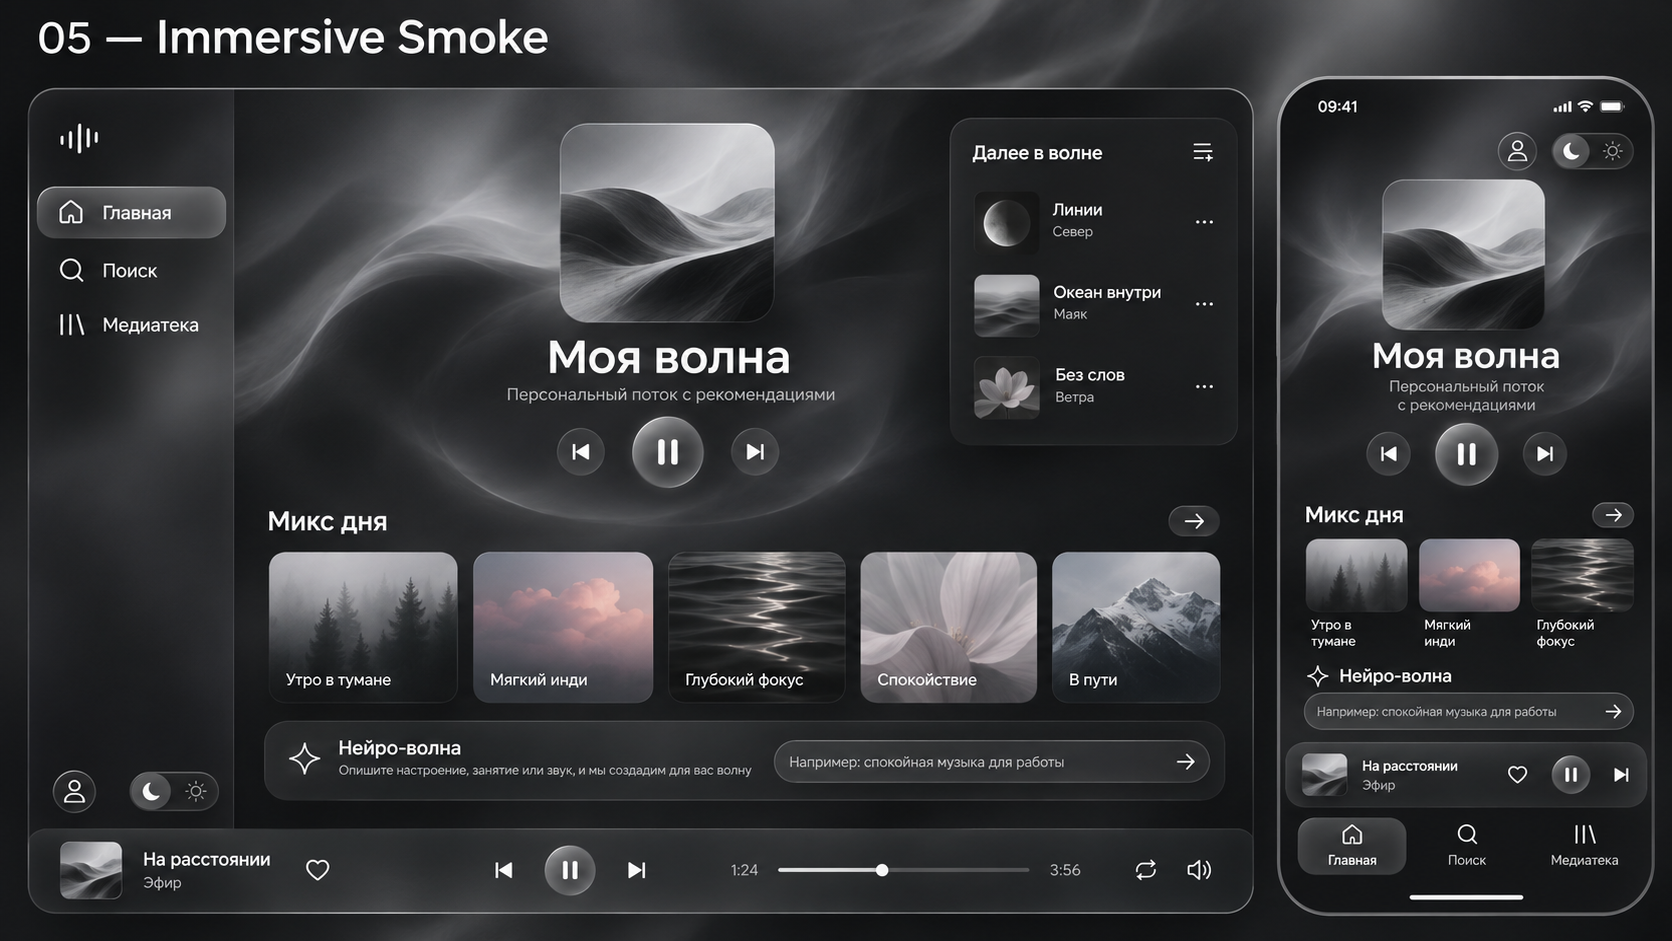 05 — Immersive Smoke
Главная
Поиск
Медиатека
Моя волна
Персональный поток с рекомендациями
Далее в волне
Линии
Север
Океан внутри
Маяк
Без слов
Ветра
Микс дня
Утро в тумане
Мягкий инди
Глубокий фокус
Спокойствие
В пути
Нейро-волна
Опишите настроение, занятие или звук, и мы создадим для вас волну
Например: спокойная музыка для работы
На расстоянии
Эфир
1:24
3:56
09:41
Моя волна
Персональный поток
с рекомендациями
Микс дня
Утро в
тумане
Мягкий
инди
Глубокий
фокус
Нейро-волна
Например: спокойная музыка для работы
На расстоянии
Эфир
Главная
Поиск
Медиатека